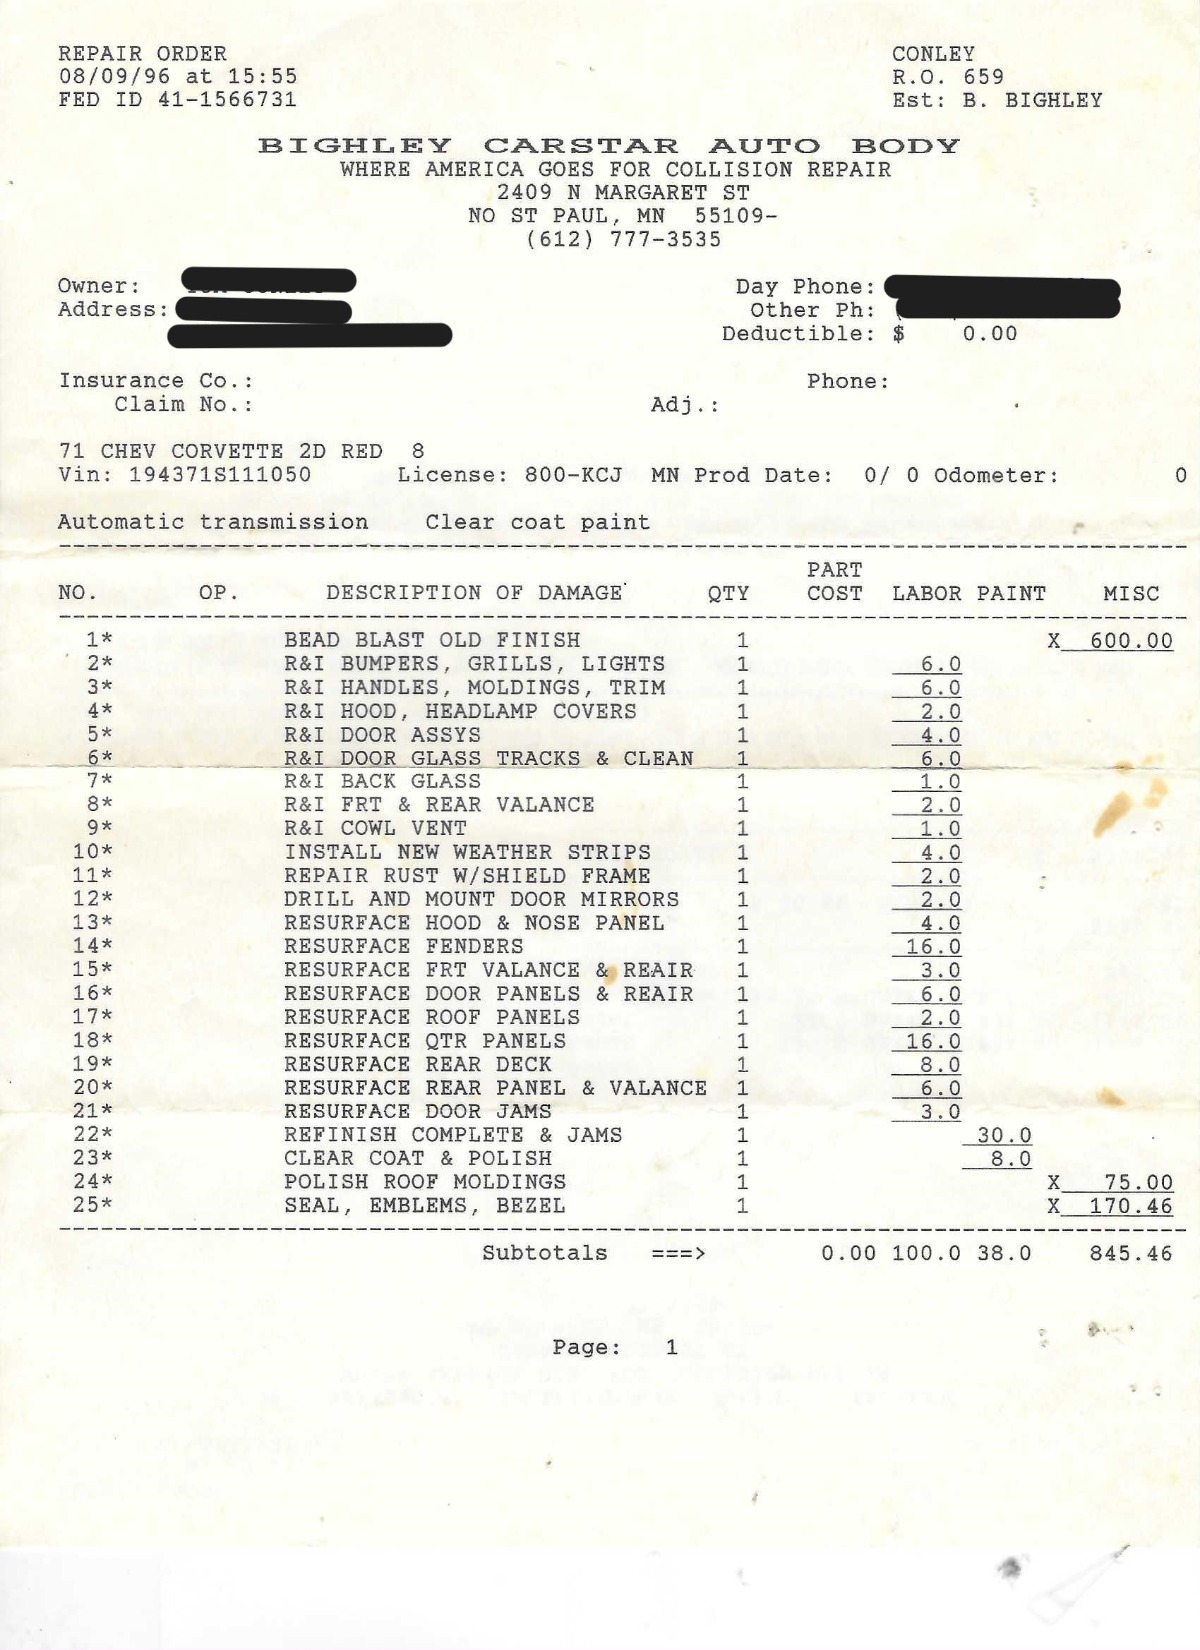 REPAIR ORDER CONLEY
08/09/96 at 15:55 R.O. 659
FED ID 41-1566731 Est: B. BIGHLEY
BIGHLEY CARSTAR AUTO BODY
WHERE AMERICA GOES FOR COLLISION REPAIR
2409 N MARGARET ST
NO ST PAUL, MN 55109-
(612) 777-3535
Owner: Day Phone:
Address: Other Ph:
Deductible: $ 0.00
Insurance Co.: Phone:
Claim No.: Adj.:
71 CHEV CORVETTE 2D RED 8
Vin: 194371S111050 License: 800-KCJ MN Prod Date: 0/ 0 Odometer: 0
Automatic transmission Clear coat paint
PART
NO. OP. DESCRIPTION OF DAMAGE QTY COST LABOR PAINT MISC
1* BEAD BLAST OLD FINISH 1 X 600.00
2* R&I BUMPERS, GRILLS, LIGHTS 1 6.0
3* R&I HANDLES, MOLDINGS, TRIM 1 6.0
4* R&I HOOD, HEADLAMP COVERS 1 2.0
5* R&I DOOR ASSYS 1 4.0
6* R&I DOOR GLASS TRACKS & CLEAN 1 6.0
7* R&I BACK GLASS 1 1.0
8* R&I FRT & REAR VALANCE 1 2.0
9* R&I COWL VENT 1 1.0
10* INSTALL NEW WEATHER STRIPS 1 4.0
11* REPAIR RUST W/SHIELD FRAME 1 2.0
12* DRILL AND MOUNT DOOR MIRRORS 1 2.0
13* RESURFACE HOOD & NOSE PANEL 1 4.0
14* RESURFACE FENDERS 1 16.0
15* RESURFACE FRT VALANCE & REAIR 1 3.0
16* RESURFACE DOOR PANELS & REAIR 1 6.0
17* RESURFACE ROOF PANELS 1 2.0
18* RESURFACE QTR PANELS 1 16.0
19* RESURFACE REAR DECK 1 8.0
20* RESURFACE REAR PANEL & VALANCE 1 6.0
21* RESURFACE DOOR JAMS 1 3.0
22* REFINISH COMPLETE & JAMS 1 30.0
23* CLEAR COAT & POLISH 1 8.0
24* POLISH ROOF MOLDINGS 1 X 75.00
25* SEAL, EMBLEMS, BEZEL 1 X 170.46
Subtotals ===> 0.00 100.0 38.0 845.46
Page: 1